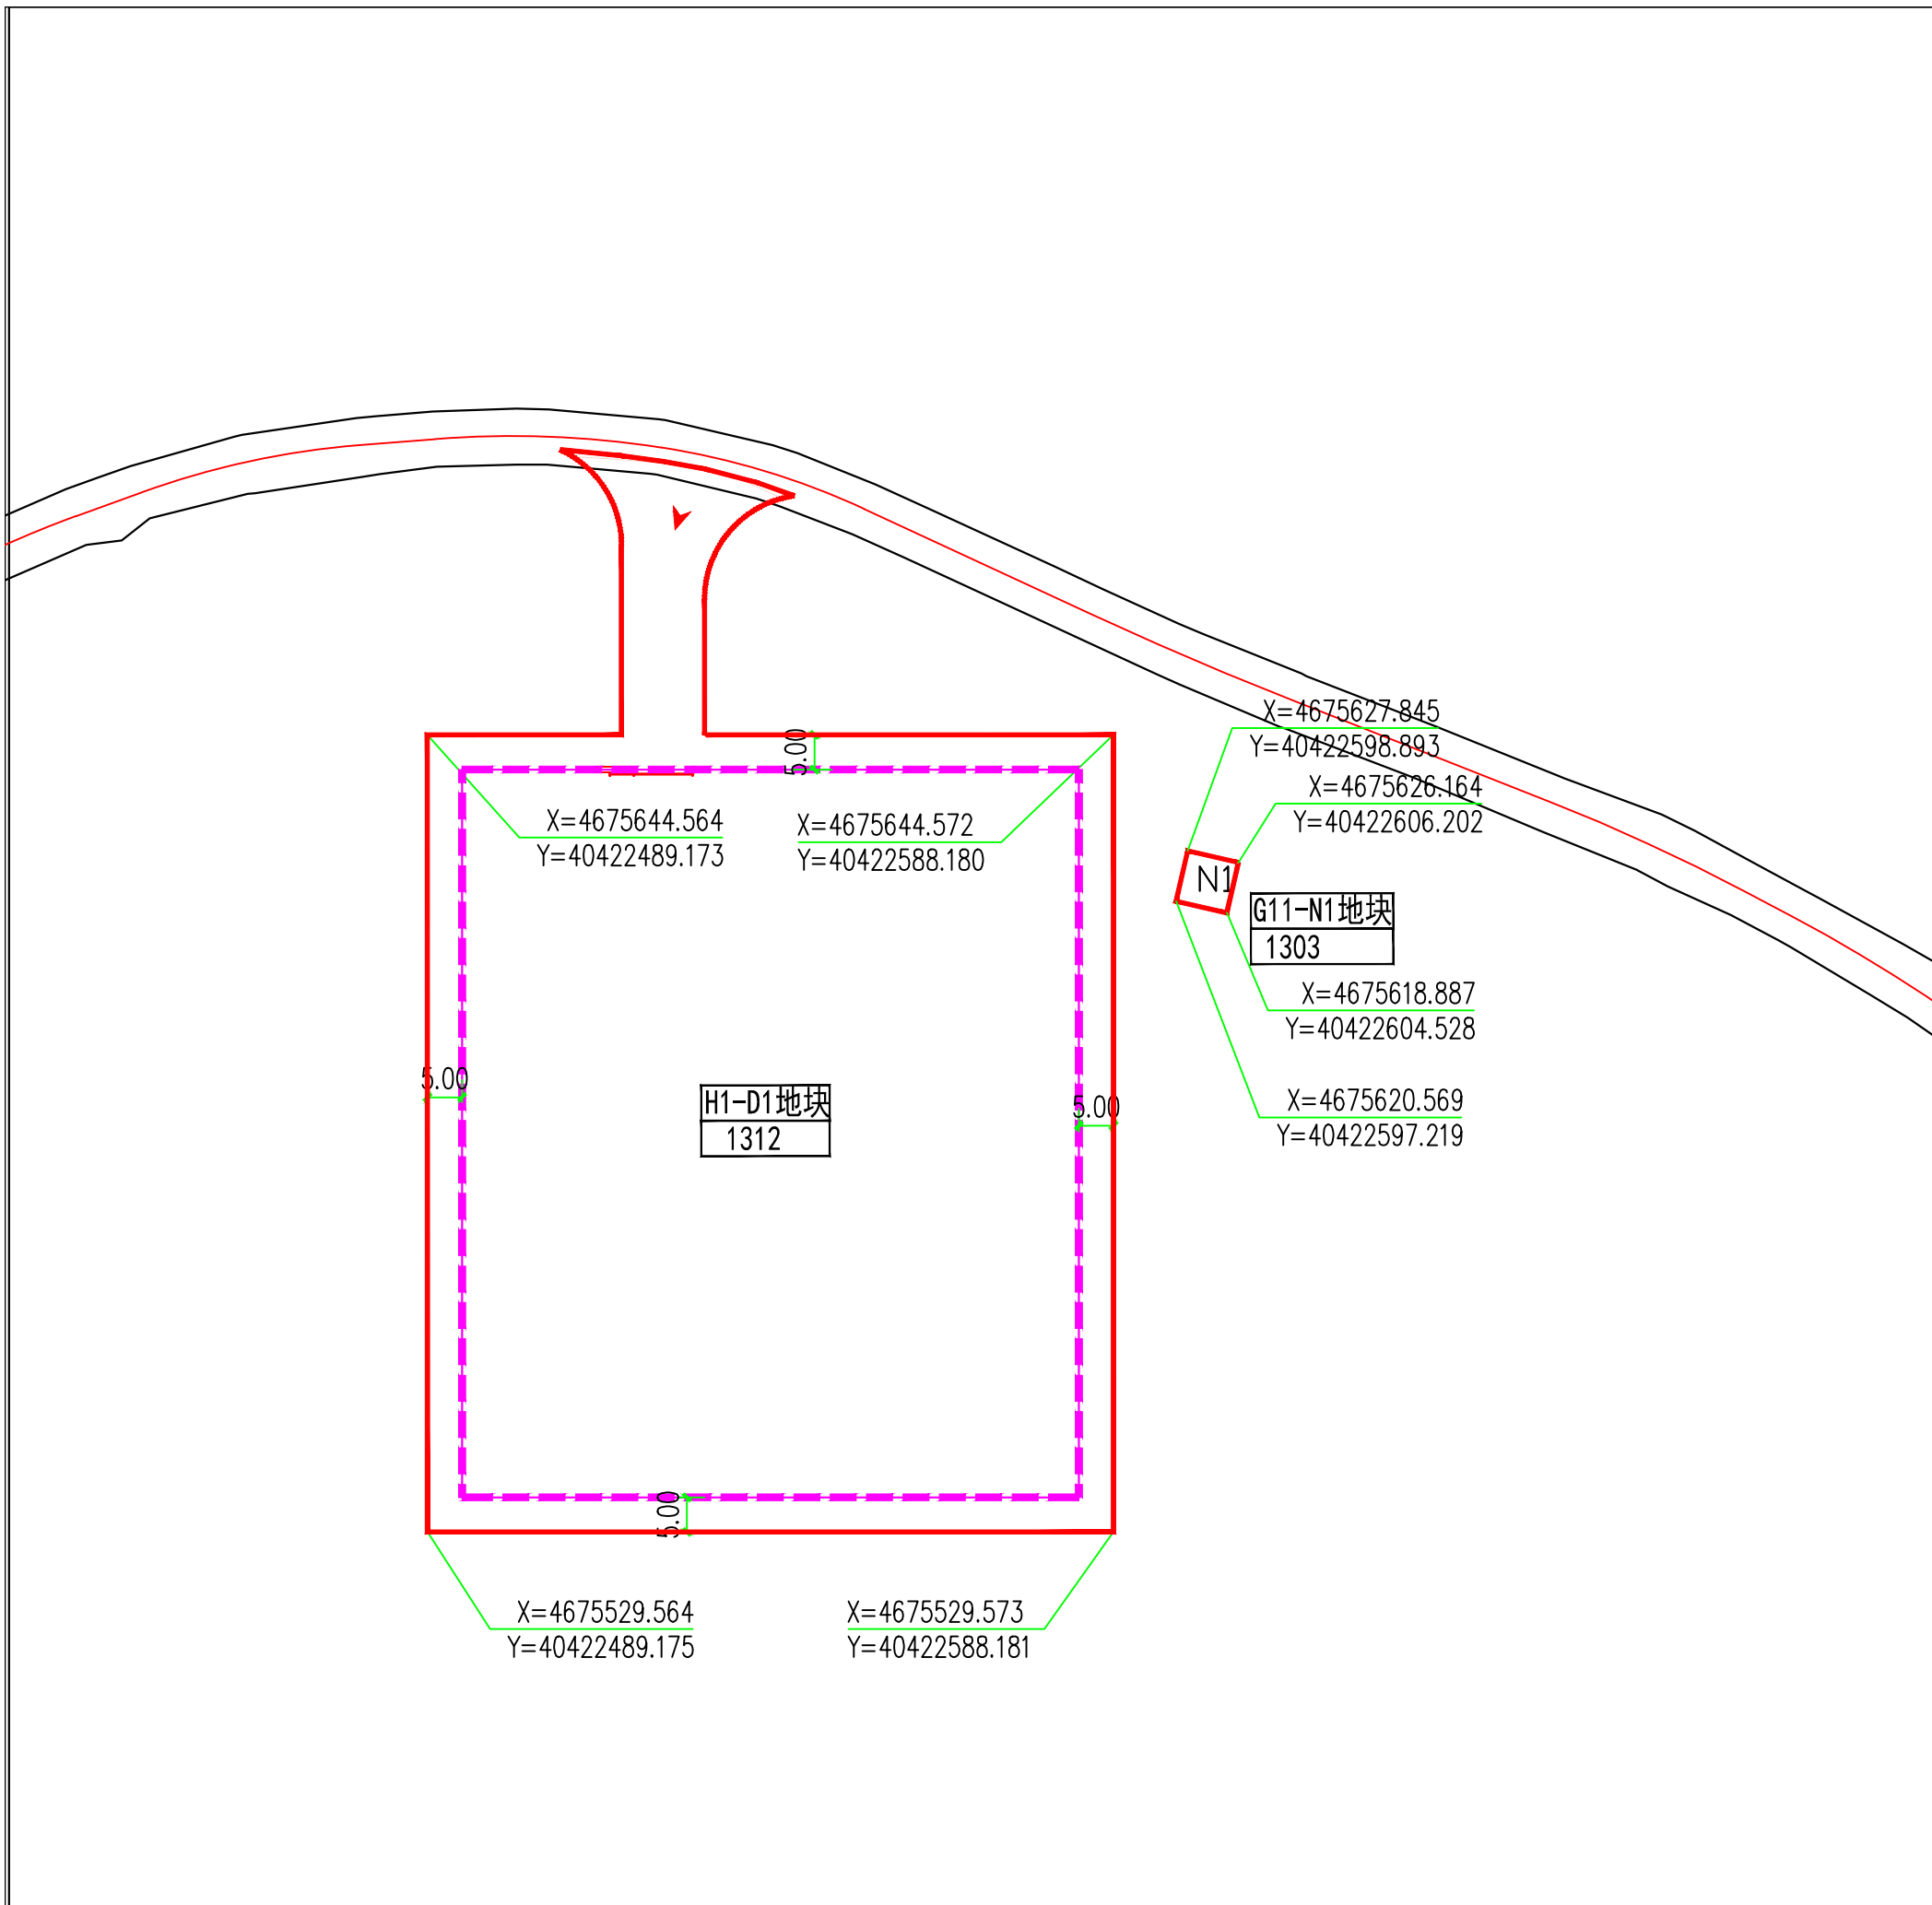 X=4675627.845
Y=40422598.893
5.00
X=4675626.164
Y=40422606.202
X=4675644.564
Y=40422489.173
X=4675644.572
Y=40422588.180
N1
G11-N1地块
1303
X=4675618.887
Y=40422604.528
5.00
H1-D1地块
1312
5.00
X=4675620.569
Y=40422597.219
5.00
X=4675529.564
Y=40422489.175
X=4675529.573
Y=40422588.181